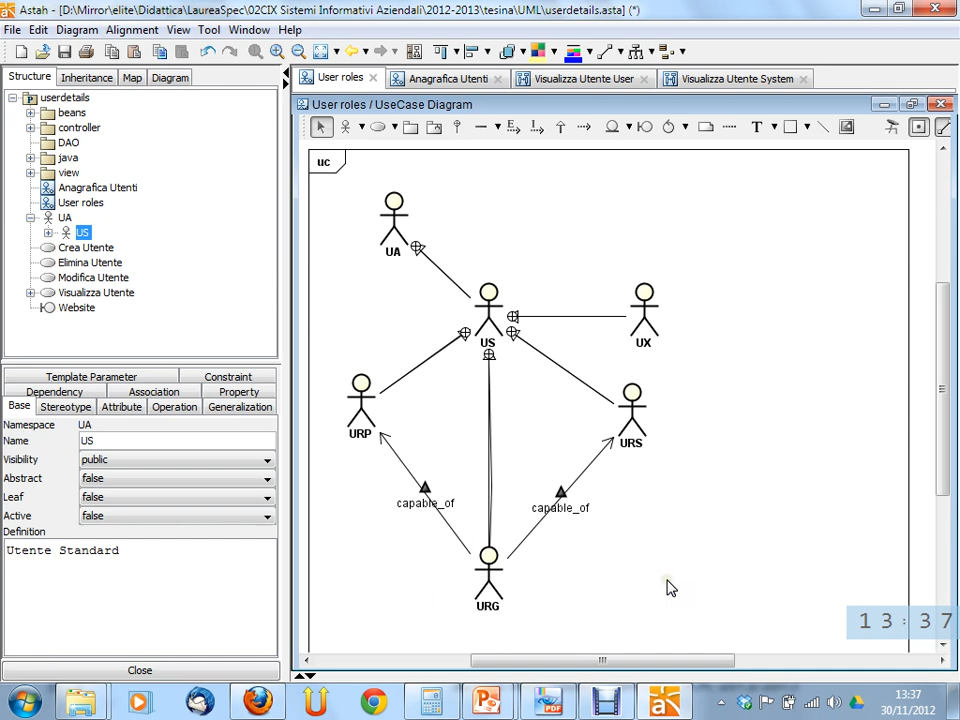 Astah - [D:\Mirror\elite\Didattica\LaureaSpec\02CIX Sistemi Informativi Aziendali\2012-2013\tesina\UML\userdetails.asta] (*)
File Edit Diagram Alignment View Tool Window Help
Structure Inheritance Map Diagram
User roles Anagrafica Utenti Visualizza Utente User Visualizza Utente System
User roles / UseCase Diagram
userdetails
beans
controller
DAO
java
view
Anagrafica Utenti
User roles
UA
US
Crea Utente
Elimina Utente
Modifica Utente
Visualizza Utente
Website
Template Parameter Constraint
Dependency Association Property
Base Stereotype Attribute Operation Generalization
Namespace UA
Name US
Visibility public
Abstract false
Leaf false
Active false
Definition
Utente Standard
Close
uc
UA
US
UX
URP
URS
capable_of
capable_of
URG
13:37
13:37
30/11/2012